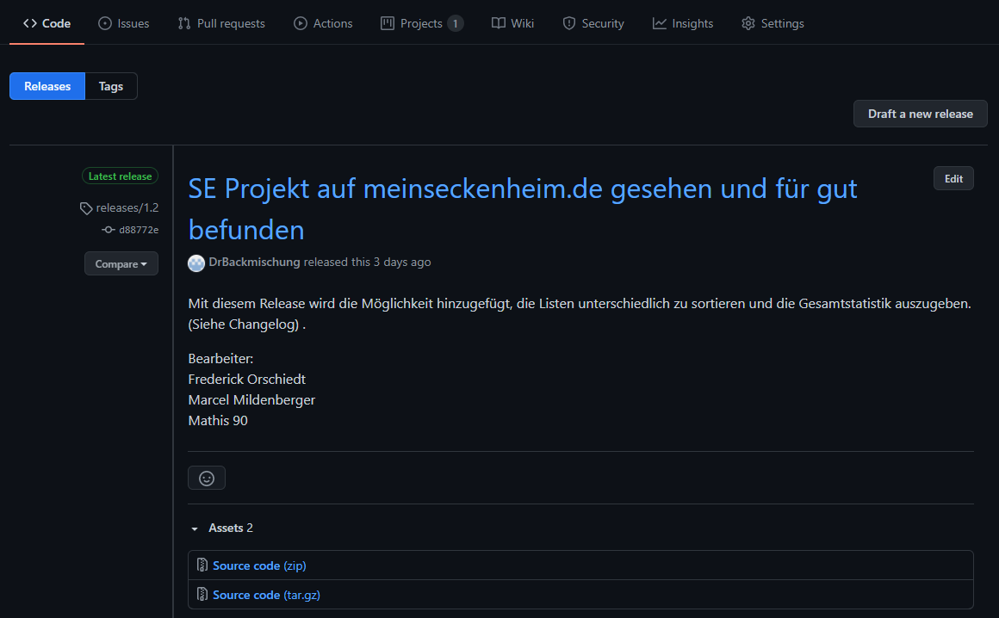 Code Issues Pull requests Actions Projects 1 Wiki Security Insights Settings
Releases Tags
Draft a new release
Latest release
releases/1.2
d88772e
Compare
SE Projekt auf meinseckenheim.de gesehen und für gut
befunden
Edit
DrBackmischung released this 3 days ago
Mit diesem Release wird die Möglichkeit hinzugefügt, die Listen unterschiedlich zu sortieren und die Gesamtstatistik auszugeben.
(Siehe Changelog) .
Bearbeiter:
Frederick Orschiedt
Marcel Mildenberger
Mathis 90
Assets 2
Source code (zip)
Source code (tar.gz)